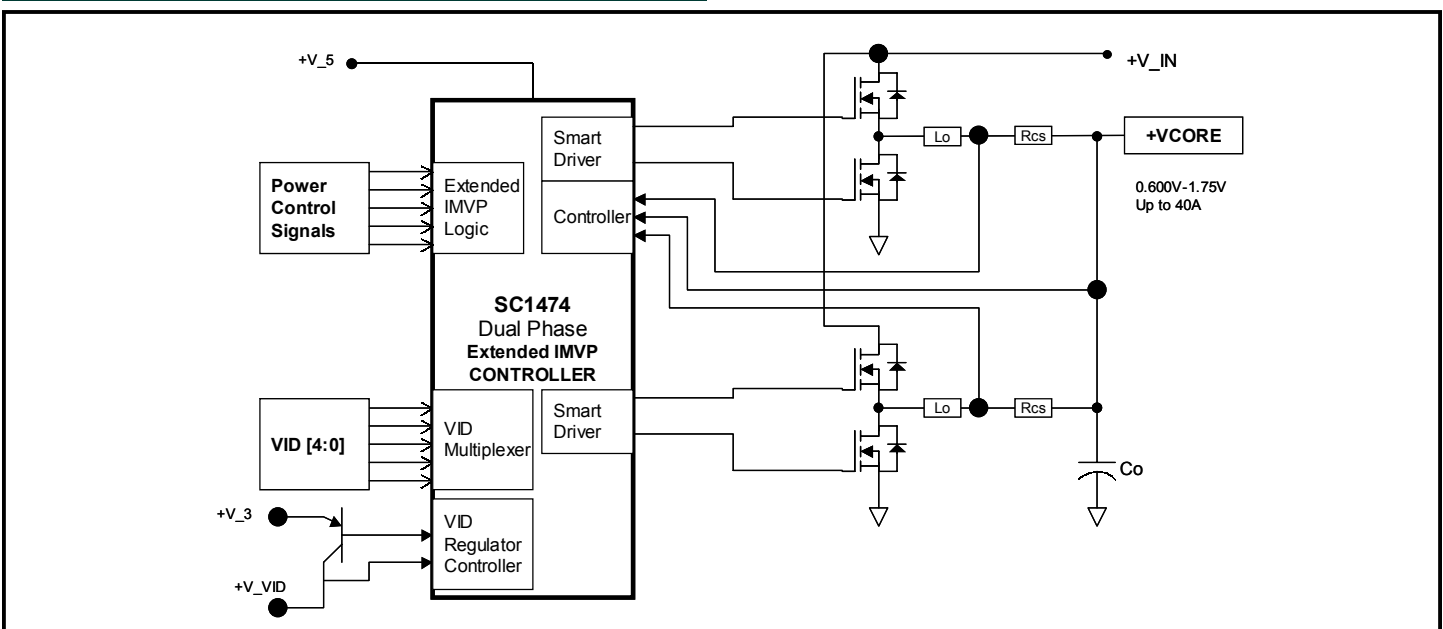 +V_5
+V_IN
Smart
Driver
Lo
Rcs
+VCORE
Power
Control
Signals
Extended
IMVP
Logic
Controller
0.600V-1.75V
Up to 40A
SC1474
Dual Phase
Extended IMVP
CONTROLLER
VID [4:0]
VID
Multiplexer
Smart
Driver
Lo
Rcs
Co
+V_3
VID
Regulator
Controller
+V_VID